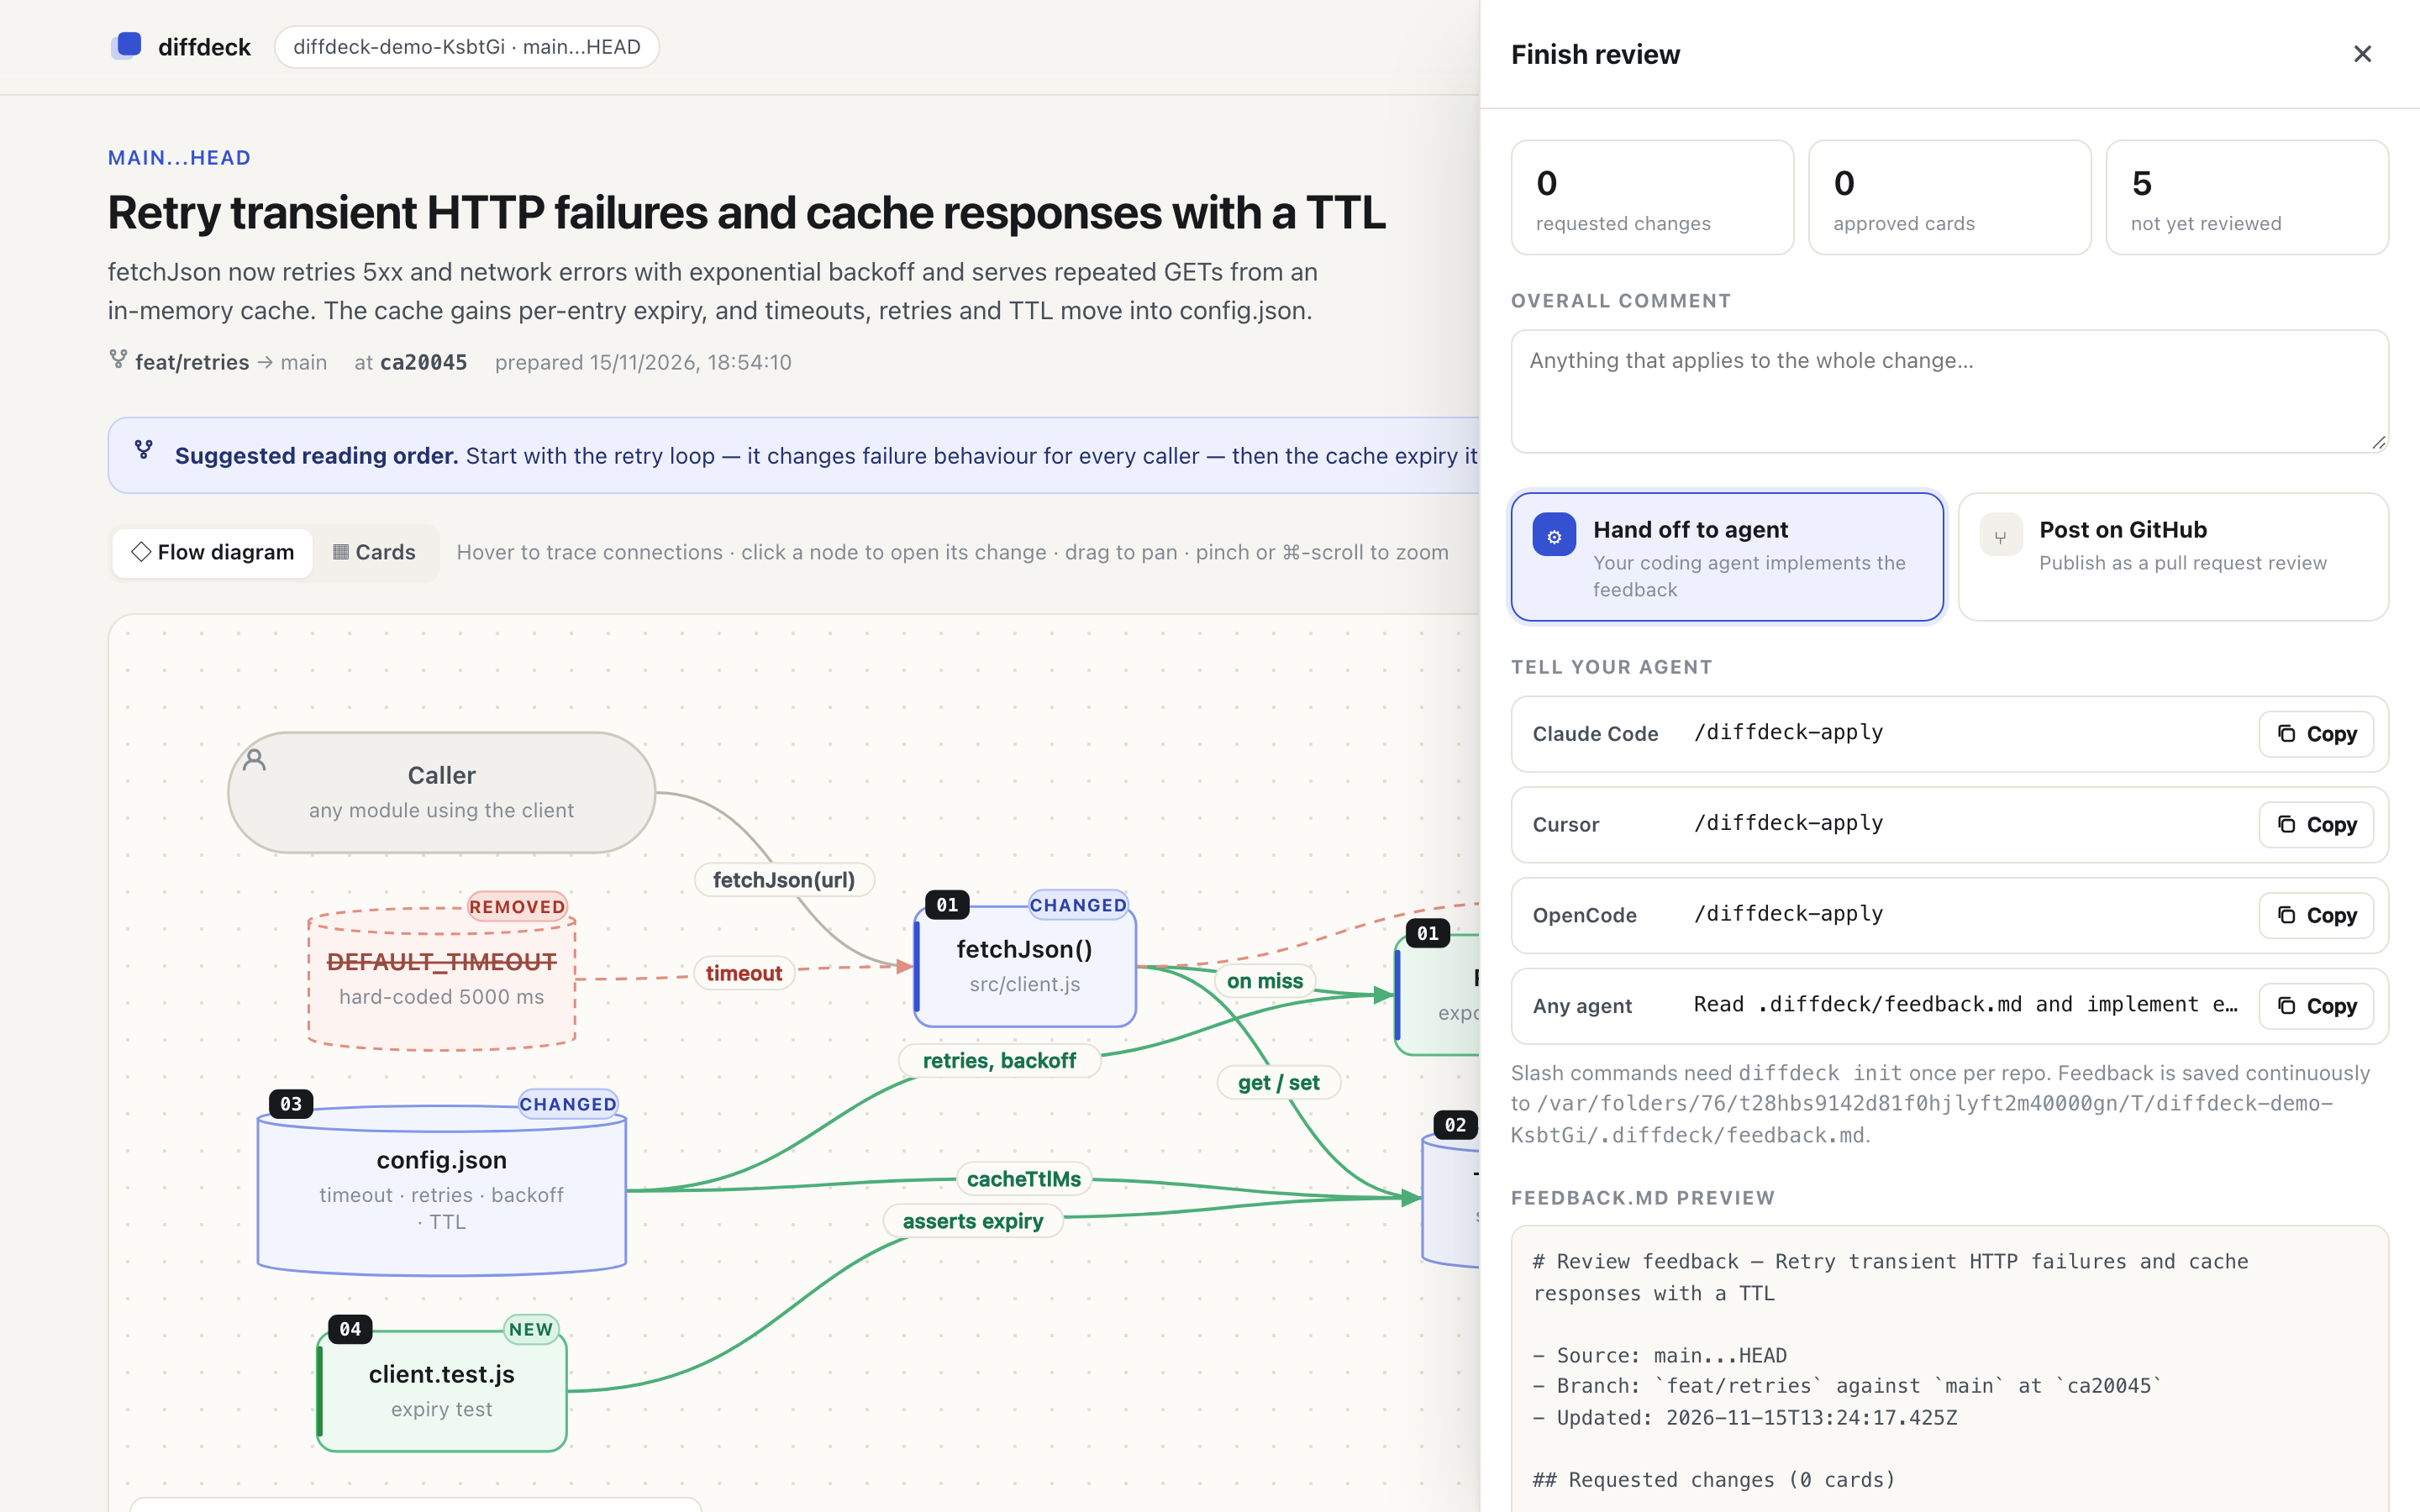 diffdeck
diffdeck-demo-KsbtGi · main...HEAD
MAIN...HEAD
Retry transient HTTP failures and cache responses with a TTL
fetchJson now retries 5xx and network errors with exponential backoff and serves repeated GETs from an
in-memory cache. The cache gains per-entry expiry, and timeouts, retries and TTL move into config.json.
feat/retries → main at ca20045 prepared 15/11/2026, 18:54:10
Suggested reading order. Start with the retry loop — it changes failure behaviour for every caller — then the cache expiry it
Flow diagram
Cards
Hover to trace connections · click a node to open its change · drag to pan · pinch or ⌘-scroll to zoom
Caller
any module using the client
fetchJson(url)
REMOVED
DEFAULT_TIMEOUT
hard-coded 5000 ms
timeout
01
CHANGED
fetchJson()
src/client.js
on miss
01
retries, backoff
get / set
03
CHANGED
config.json
timeout · retries · backoff
· TTL
cacheTtlMs
asserts expiry
02
04
NEW
client.test.js
expiry test
Finish review
0
requested changes
0
approved cards
5
not yet reviewed
OVERALL COMMENT
Anything that applies to the whole change...
Hand off to agent
Your coding agent implements the
feedback
Post on GitHub
Publish as a pull request review
TELL YOUR AGENT
Claude Code /diffdeck-apply Copy
Cursor /diffdeck-apply Copy
OpenCode /diffdeck-apply Copy
Any agent Read .diffdeck/feedback.md and implement e… Copy
Slash commands need diffdeck init once per repo. Feedback is saved continuously
to /var/folders/76/t28hbs9142d81f0hjlyft2m40000gn/T/diffdeck-demo-
KsbtGi/.diffdeck/feedback.md.
FEEDBACK.MD PREVIEW
# Review feedback — Retry transient HTTP failures and cache
responses with a TTL
- Source: main...HEAD
- Branch: `feat/retries` against `main` at `ca20045`
- Updated: 2026-11-15T13:24:17.425Z
## Requested changes (0 cards)